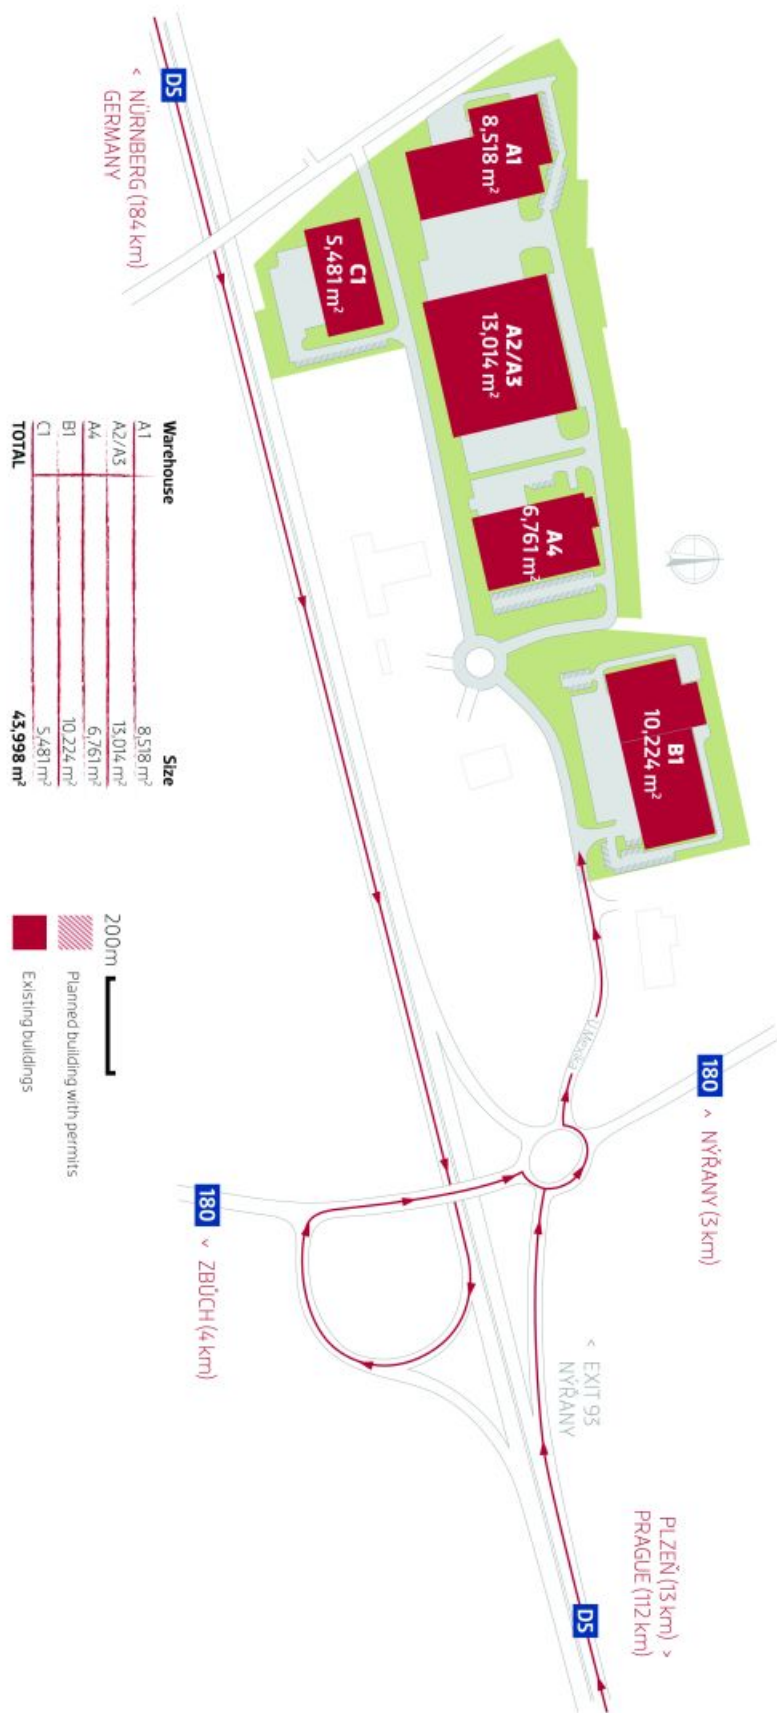 PLZEŇ (13 km) >
PRAGUE (112 km)
D5
180
^ NÝŘANY (3 km)
< EXIT 93
NÝŘANY
U Mexika
B1
10,224 m²
A4
6,761 m²
A2/A3
13,014 m²
A1
8,518 m²
C1
5,481 m²
D5
< NÜRNBERG (184 km)
GERMANY
180
˅ ZBŮCH (4 km)
Warehouse Size
A1 8,518 m²
A2/A3 13,014 m²
A4 6,761 m²
B1 10,224 m²
C1 5,481 m²
TOTAL 43,998 m²
200m
Planned building with permits
Existing buildings